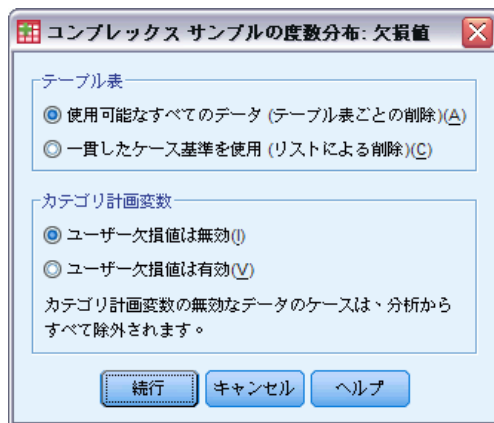 コンプレックス サンプルの度数分布: 欠損値
テーブル表
使用可能なすべてのデータ (テーブル表ごとの削除)(A)
一貫したケース基準を使用 (リストによる削除)(C)
カテゴリ計画変数
ユーザー欠損値は無効(I)
ユーザー欠損値は有効(V)
カテゴリ計画変数の無効なデータのケースは、分析から
すべて除外されます。
続行
キャンセル
ヘルプ